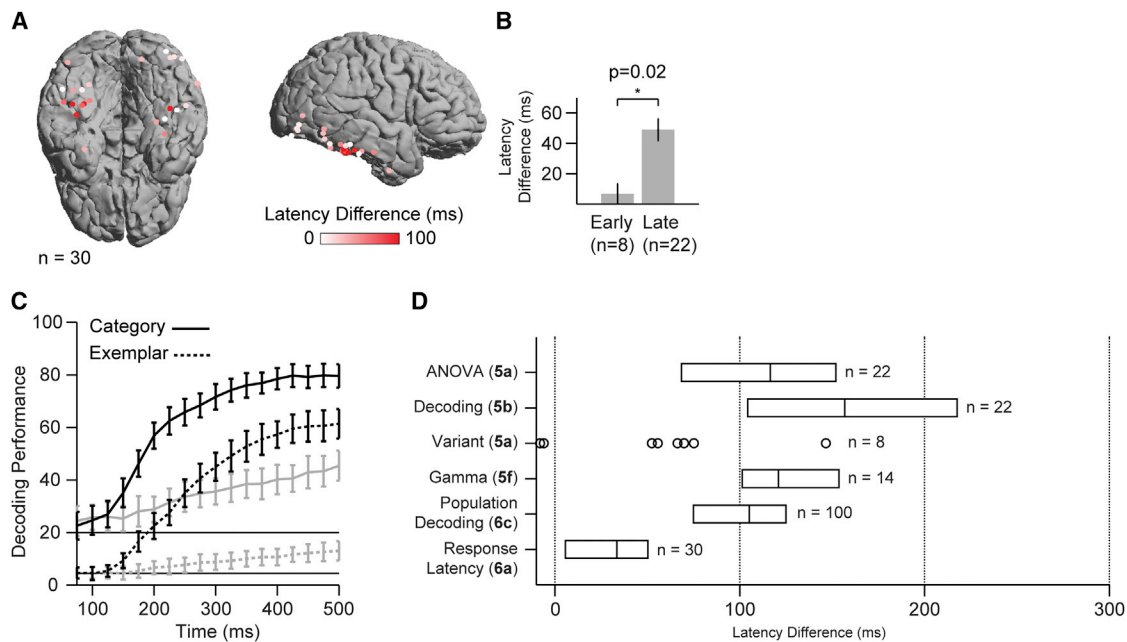 A
n = 30
Latency Difference (ms)
0 100
B
p=0.02
*
Latency
Difference (ms)
60
40
20
Early Late
(n=8) (n=22)
C
Category
Exemplar
Decoding Performance
100
80
60
40
20
0
100 200 300 400 500
Time (ms)
D
ANOVA (5a) n = 22
Decoding (5b) n = 22
Variant (5a) n = 8
Gamma (5f) n = 14
Population
Decoding (6c) n = 100
Response
Latency (6a) n = 30
0 100 200 300
Latency Difference (ms)